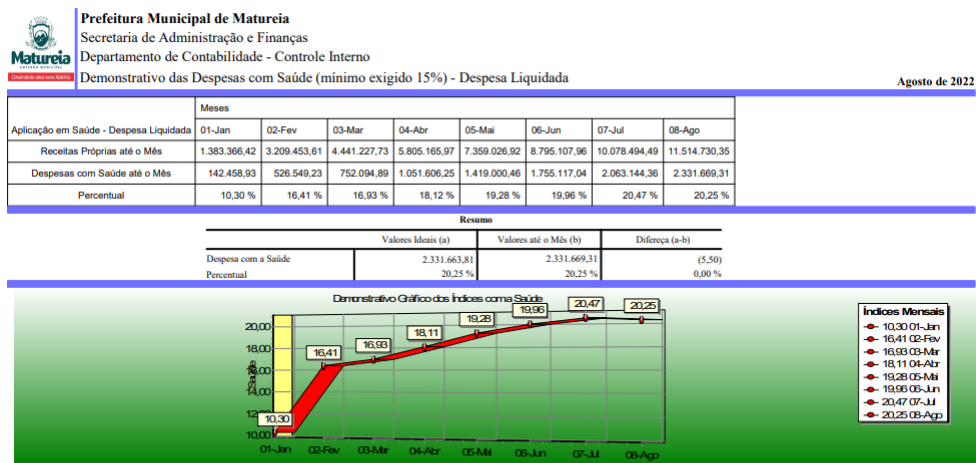 Prefeitura Municipal de Matureia
Secretaria de Administração e Finanças
Matureia
Departamento de Contabilidade - Controle Interno
Demonstrativo das Despesas com Saúde (mínimo exigido 15%) - Despesa Liquidada
Agosto de 2022
Meses
Aplicação em Saúde - Despesa Liquidada 01-Jan 02-Fev 03-Mar 04-Abr 05-Mai 06-Jun 07-Jul 08-Ago
Receitas Próprias até o Mês 1.383.366,42 3.209.453,61 4.441.227,73 5.805.165,97 7.359.026,92 8.795.107,96 10.078.494,49 11.514.730,35
Despesas com Saúde até o Mês 142.458,93 526.549,23 752.094,89 1.051.606,25 1.419.000,46 1.755.117,04 2.063.144,36 2.331.669,31
Percentual 10,30 % 16,41 % 16,93 % 18,12 % 19,28 % 19,96 % 20,47 % 20,25 %
Resumo
Valores Ideais (a) Valores até o Mês (b) Difereça (a-b)
Despesa com a Saúde 2.331.663,81 2.331.669,31 (5,50)
Percentual 20,25 % 20,25 % 0,00 %
Demonstrativo Gráfico dos Índices com a Saúde
20,00
18,00
16,00
14,00
12,00
10,00
Saúde
10,30
16,41
16,93
18,11
19,28
19,96
20,47
20,25
01-Jan 02-Fev 03-Mar 04-Abr 05-Mai 06-Jun 07-Jul 08-Ago
Índices Mensais
10,30 01-Jan
16,41 02-Fev
16,93 03-Mar
18,11 04-Abr
19,28 05-Mai
19,96 06-Jun
20,47 07-Jul
20,25 08-Ago